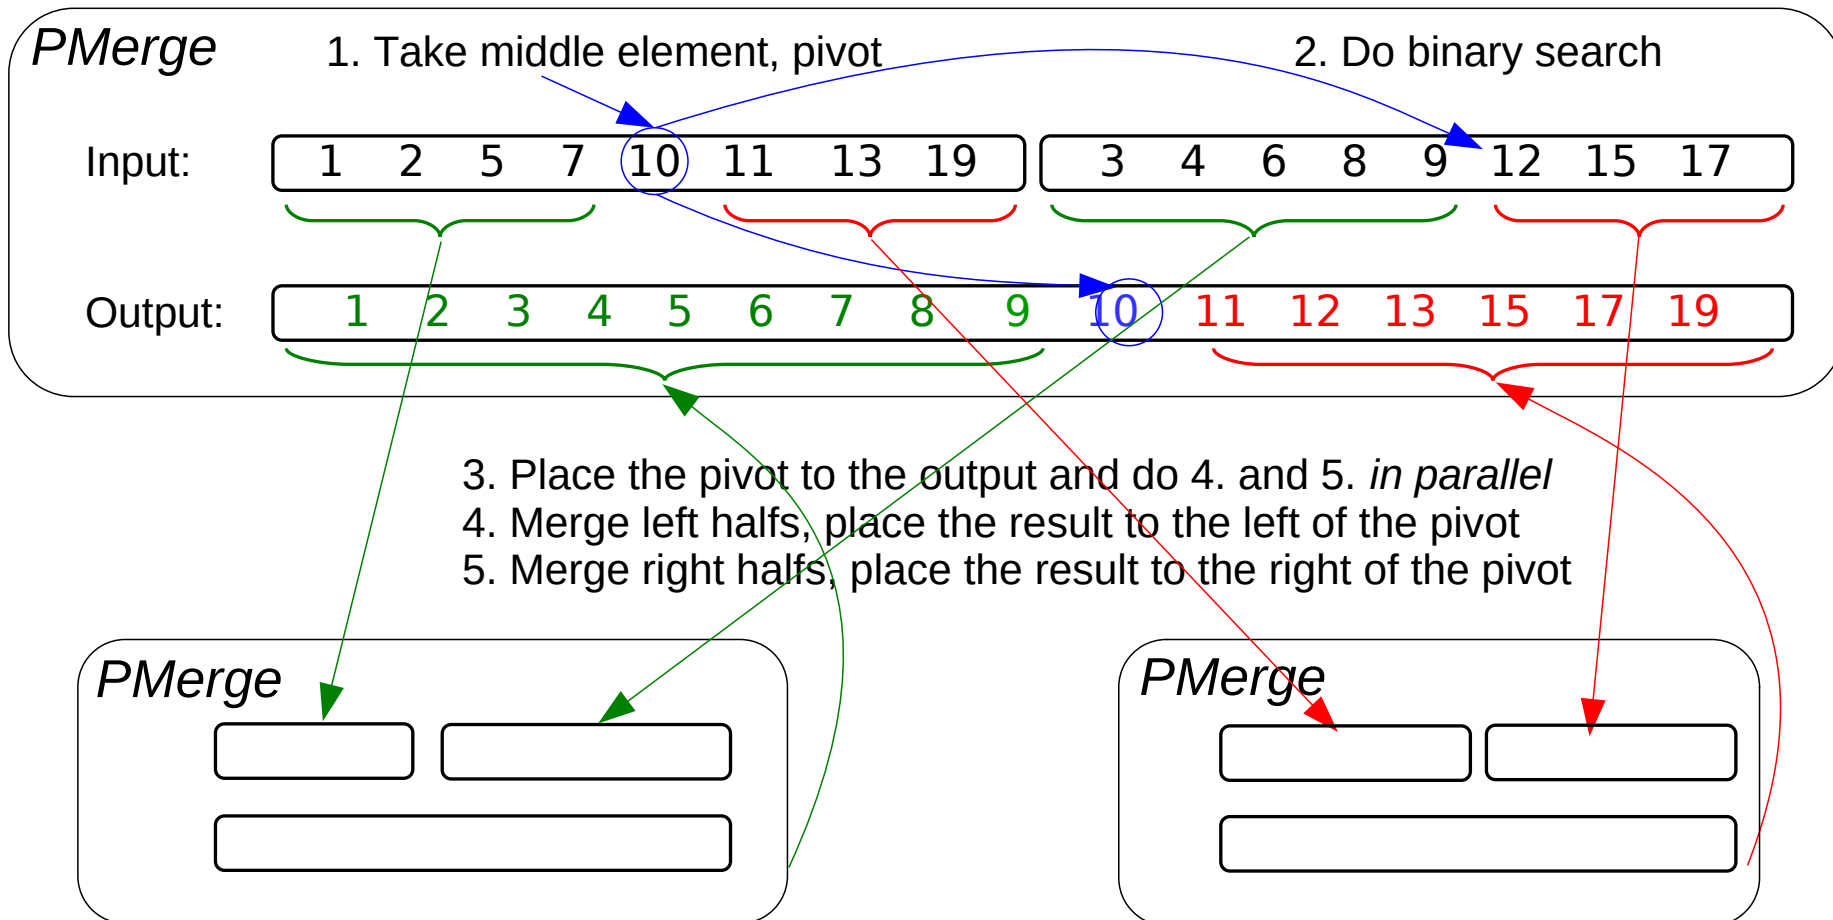 PMerge
1. Take middle element, pivot
2. Do binary search
Input: 1 2 5 7 10 11 13 19 3 4 6 8 9 12 15 17
Output: 1 2 3 4 5 6 7 8 9 10 11 12 13 15 17 19
3. Place the pivot to the output and do 4. and 5. in parallel
4. Merge left halfs, place the result to the left of the pivot
5. Merge right halfs, place the result to the right of the pivot
PMerge
PMerge